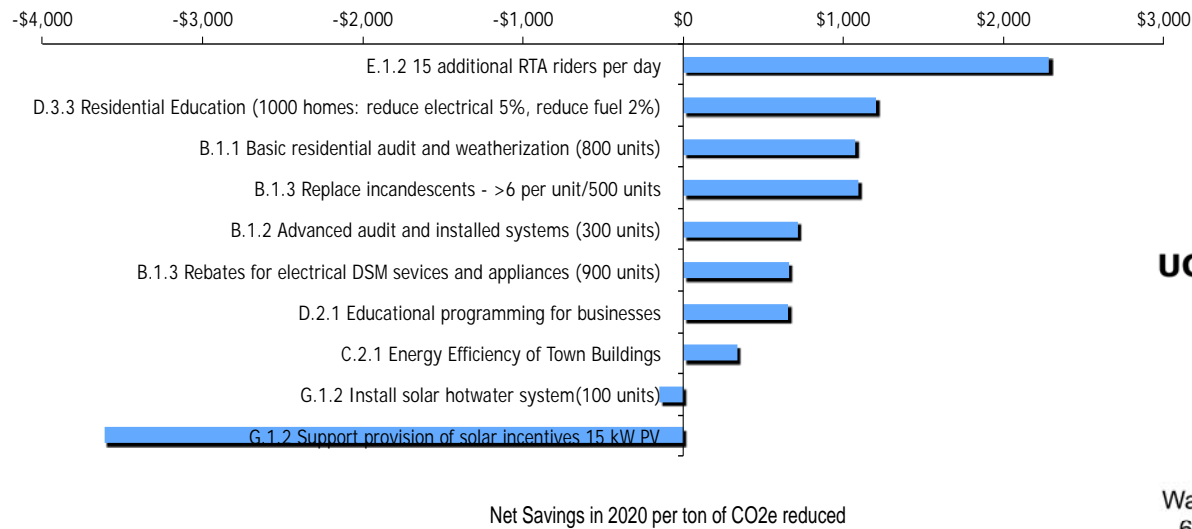 -$4,000 -$3,000 -$2,000 -$1,000 $0 $1,000 $2,000 $3,000
E.1.2 15 additional RTA riders per day
D.3.3 Residential Education (1000 homes: reduce electrical 5%, reduce fuel 2%)
B.1.1 Basic residential audit and weatherization (800 units)
B.1.3 Replace incandescents - >6 per unit/500 units
B.1.2 Advanced audit and installed systems (300 units)
B.1.3 Rebates for electrical DSM sevices and appliances (900 units)
D.2.1 Educational programming for businesses
C.2.1 Energy Efficiency of Town Buildings
G.1.2 Install solar hotwater system(100 units)
G.1.2 Support provision of solar incentives 15 kW PV
Net Savings in 2020 per ton of CO2e reduced